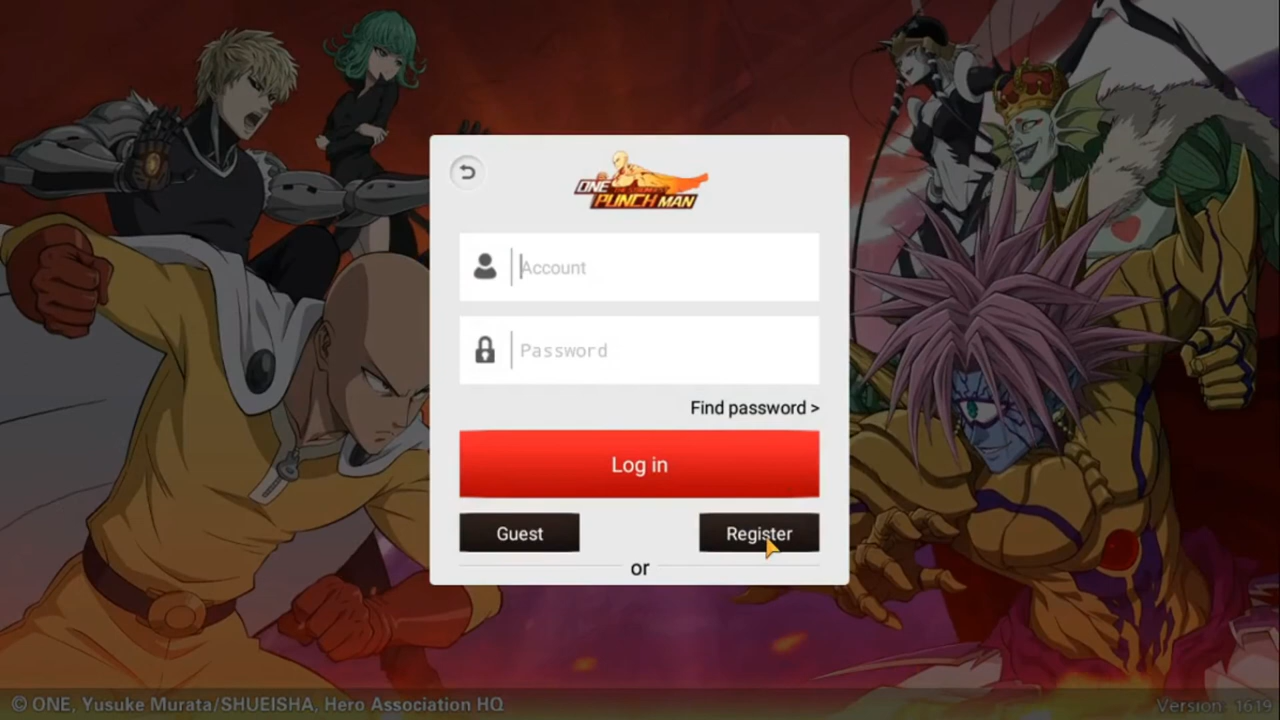 ONE
PUNCH MAN
Account
Password
Find password >
Log in
Guest
Register
or
© ONE, Yusuke Murata/SHUEISHA, Hero Association HQ
Version: 1619